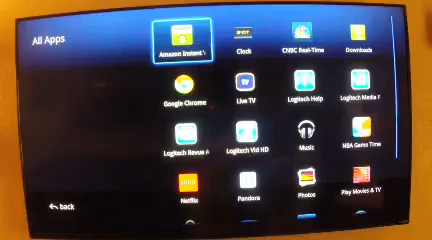 All Apps
Amazon Instant V
Clock
CNBC Real-Time
Downloads
Google Chrome
Live TV
Logitech Help
Logitech Media P
Logitech Revue A
Logitech Vid HD
Music
NBA Game Time
Netflix
Pandora
Photos
Play Movies & TV
back